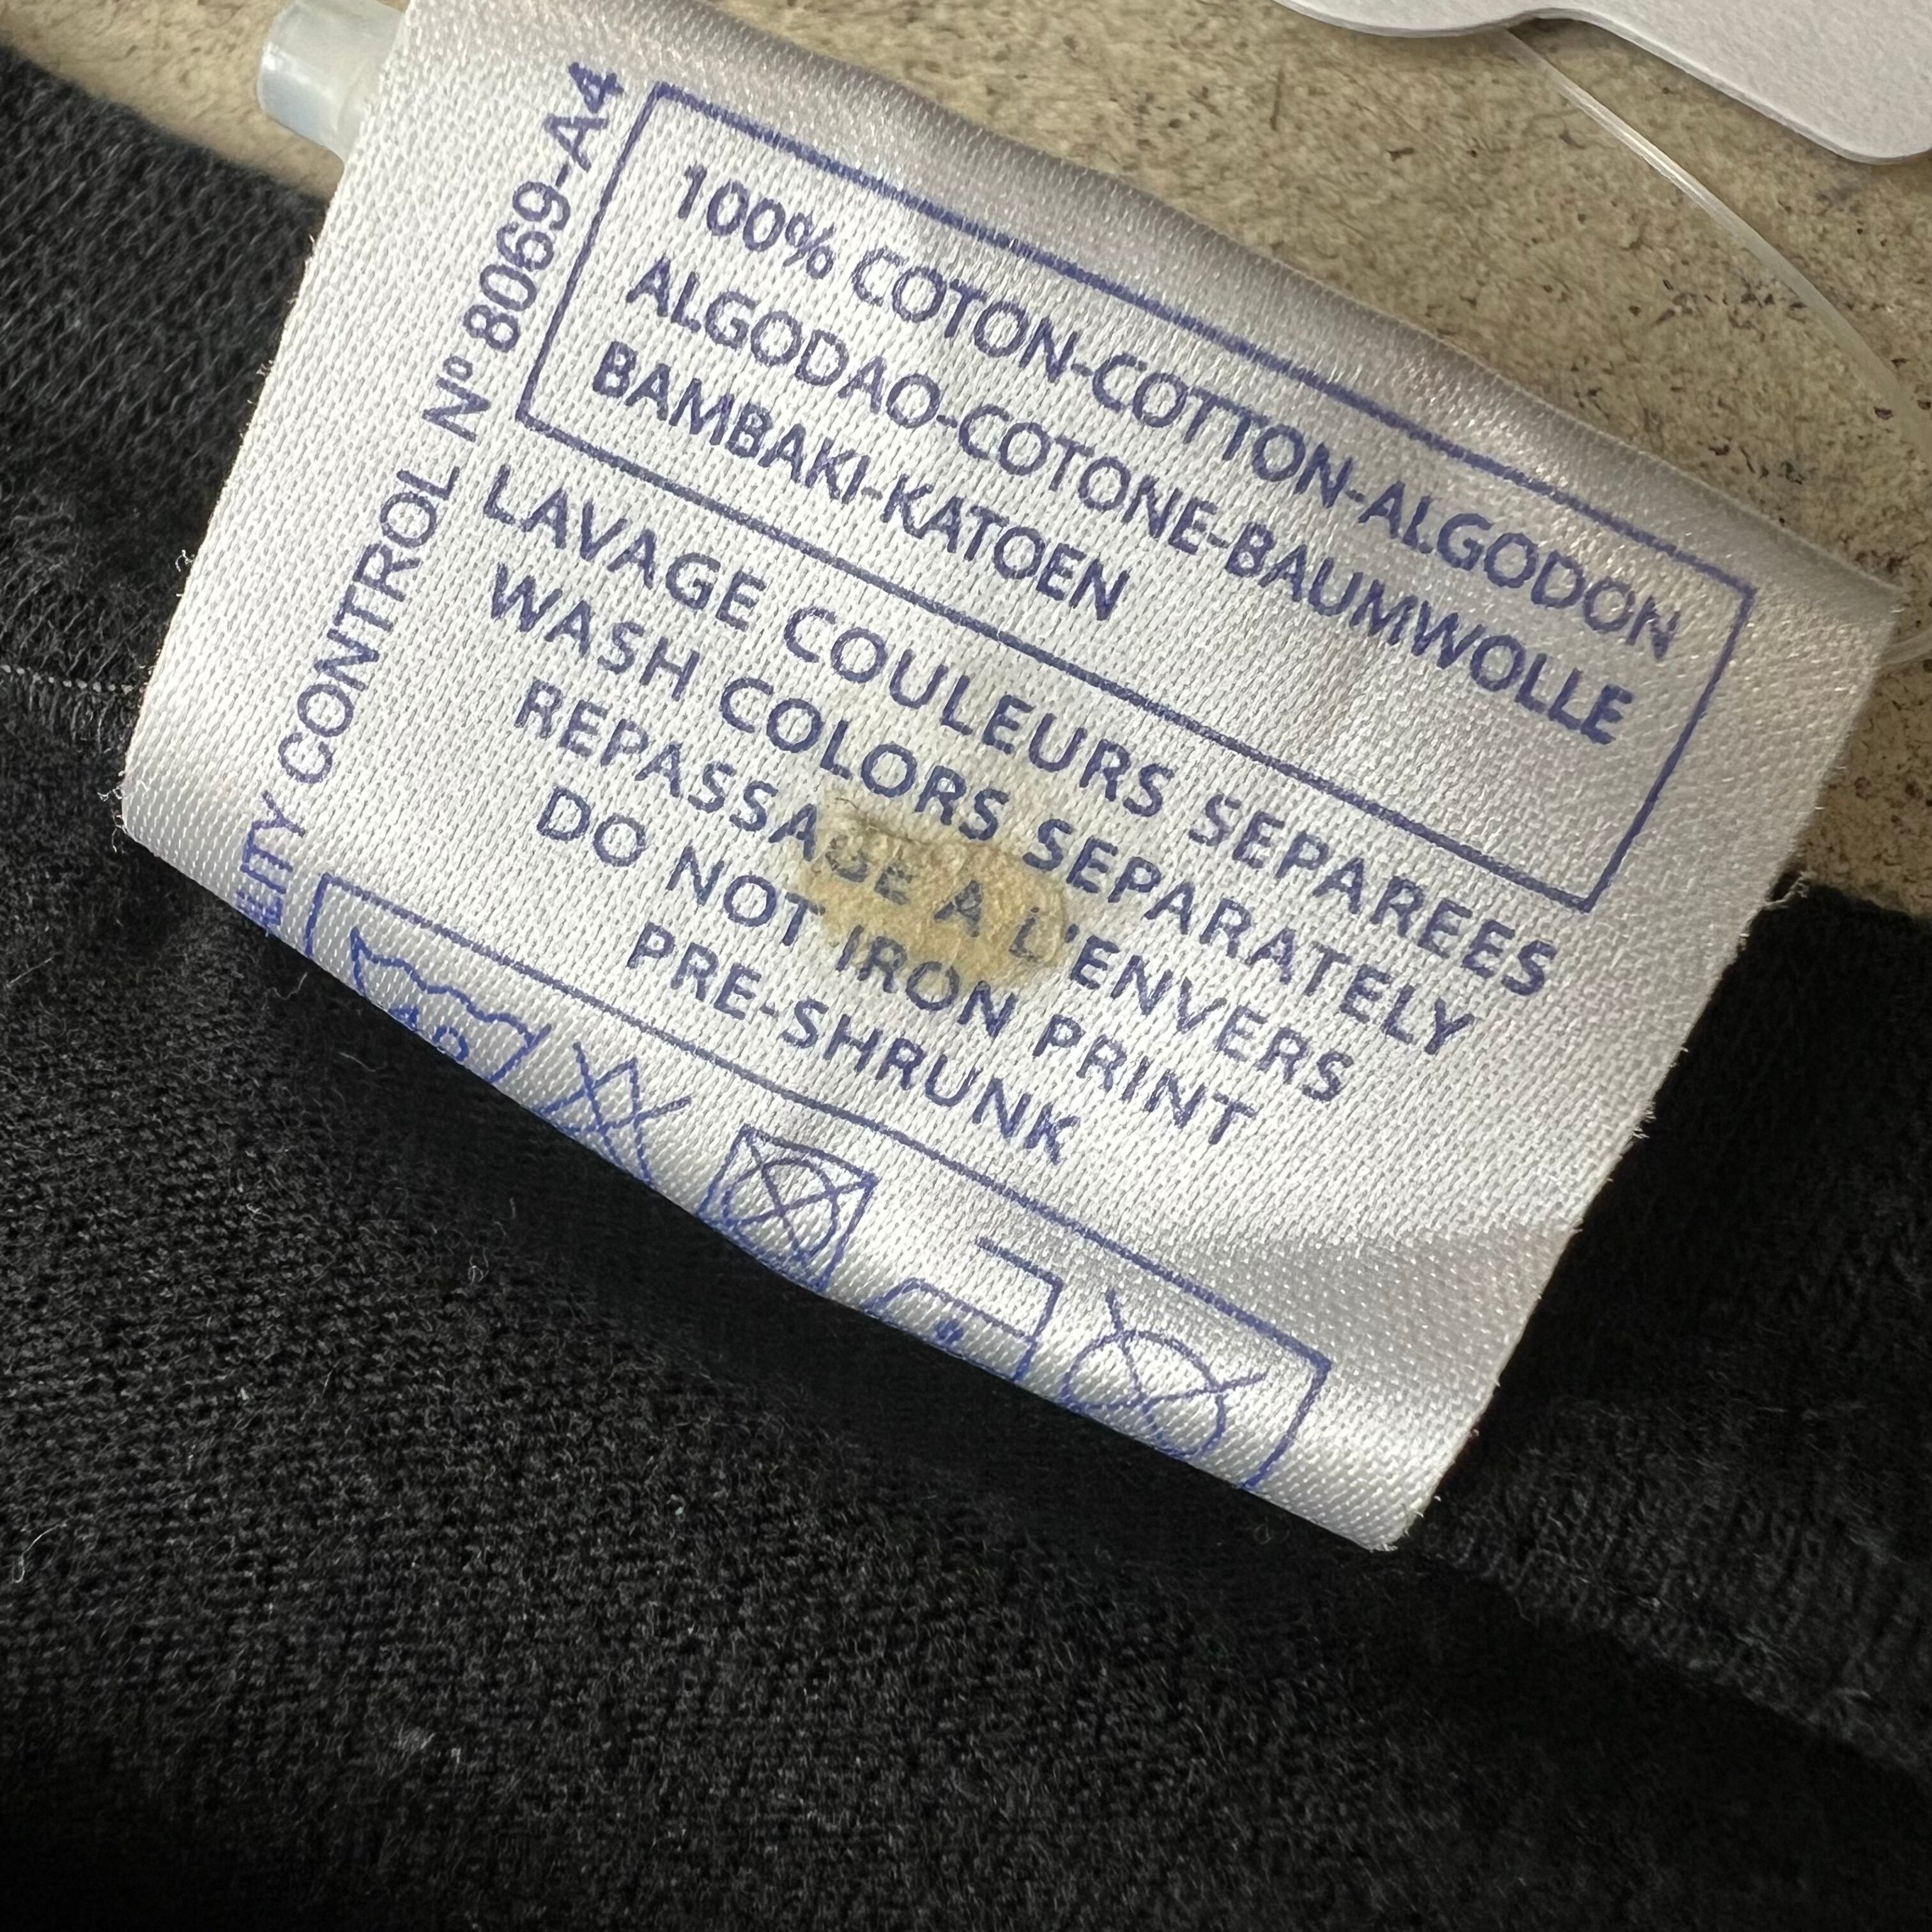 100% COTON-COTTON-ALGODON
ALGODAO-COTONE-BAUMWOLLE
BAMBAKI-KATOEN
LAVAGE COULEURS SEPAREES
WASH COLORS SEPARATELY
REPASSAGE A L'ENVERS
DO NOT IRON PRINT
PRE-SHRUNK
CONTROL Nº 8069-A4